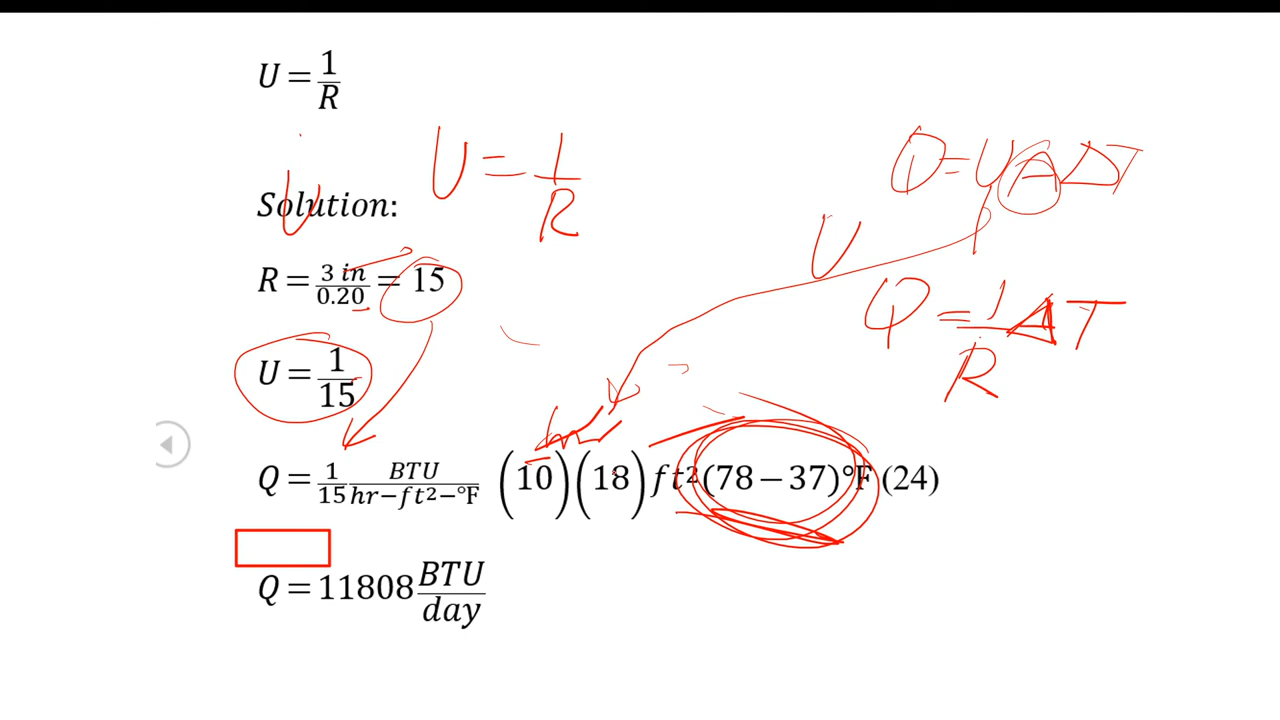 U = 1/R
U = 1/R
Q = UAΔT
U
Solution:
U
R = 3 in/0.20 = 15
Q = 1/R ΔT
U = 1/15
Q = 1/15 BTU/hr−ft2−°F (10)(18) ft²(78−37)°F (24)
Q = 11808 BTU/day